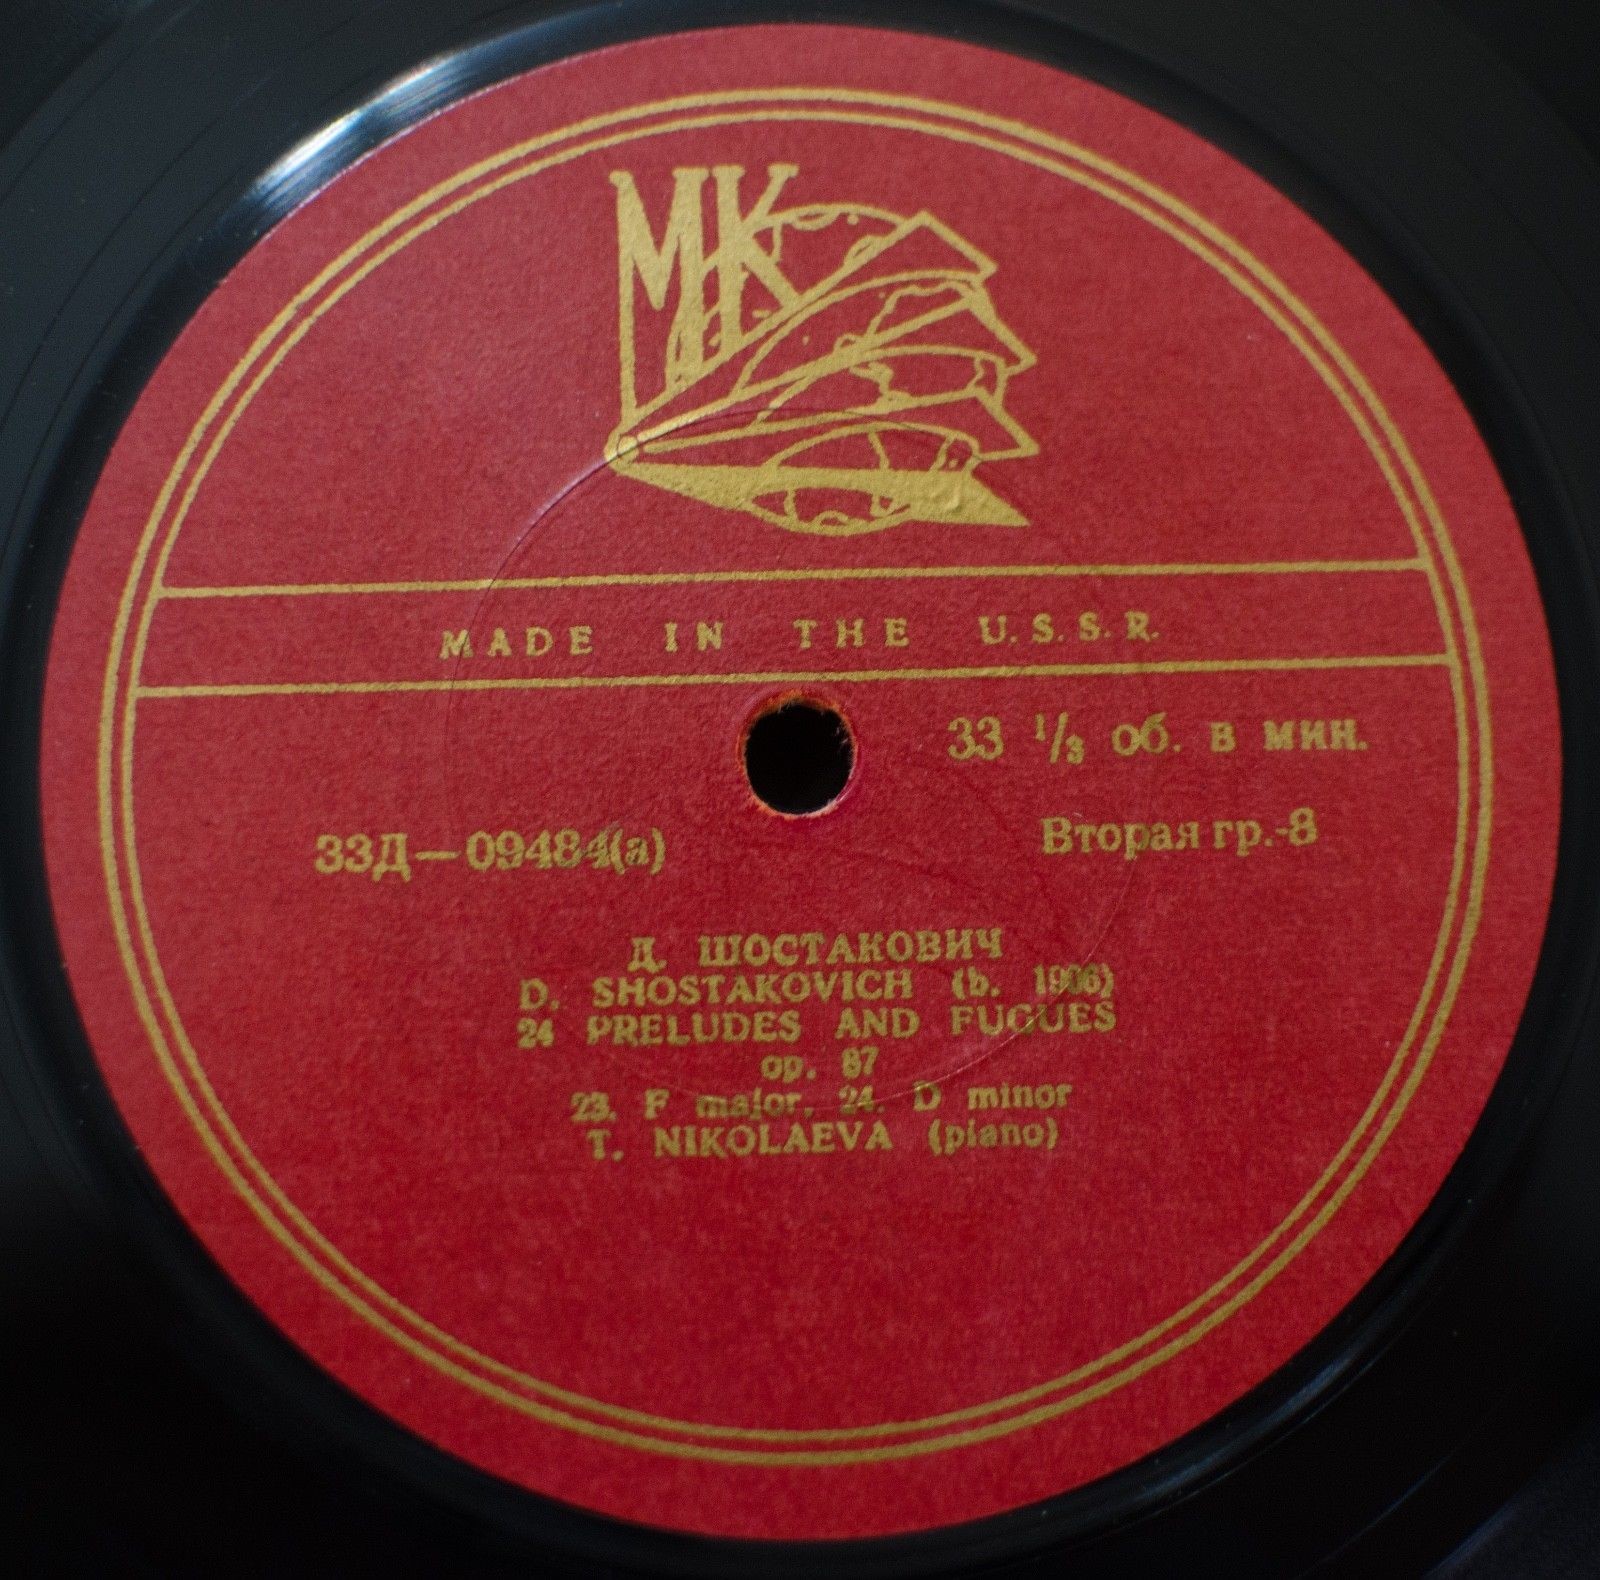 МК
MADE IN THE U.S.S.R.
33 1/3 об. в мин.
33Д—09484(а)
Вторая гр.-8
Д. ШОСТАКОВИЧ
D. SHOSTAKOVICH (b. 1906)
24 PRELUDES AND FUGUES
op. 87
23. F major, 24. D minor
T. NIKOLAEVA (piano)